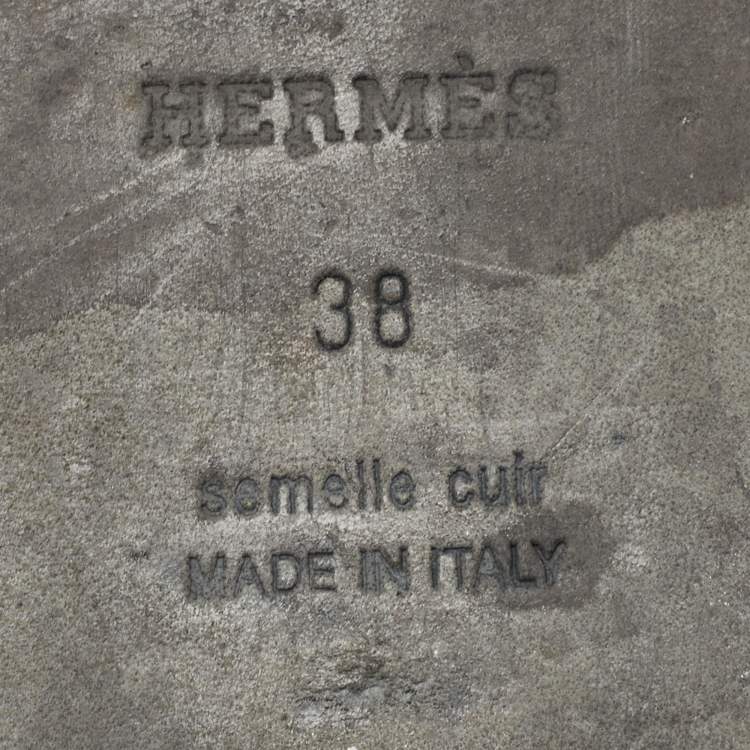 HERMÈS
38
semelle cuir
MADE IN ITALY